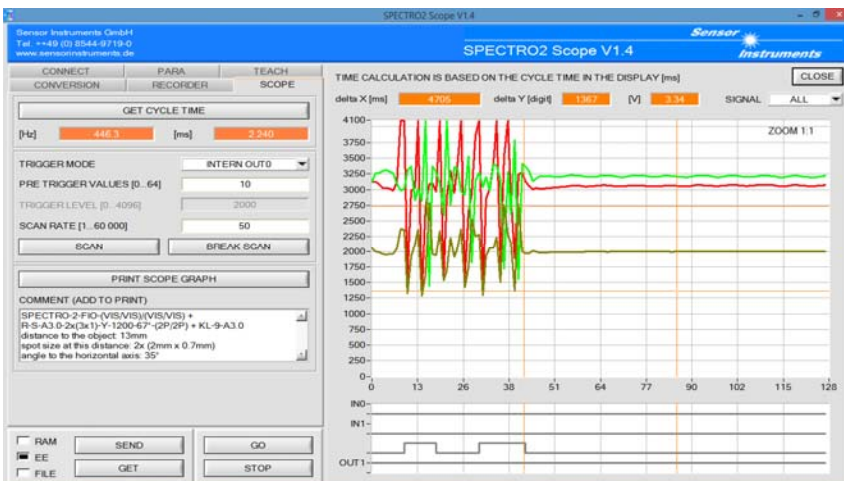 SPECTRO2 Scope V1.4
Sensor Instruments GmbH
Tel. ++49 (0) 8544-9719-0
www.sensorinstruments.de
SPECTRO2 Scope V1.4
Sensor
Instruments
CONNECT PARA TEACH
CONVERSION RECORDER SCOPE
GET CYCLE TIME
[Hz] 446.3 [ms] 2.240
TRIGGER MODE INTERN OUT0
PRE TRIGGER VALUES [0..64] 10
TRIGGER LEVEL [0...4096] 2000
SCAN RATE [1...60 000] 50
SCAN BREAK SCAN
PRINT SCOPE GRAPH
COMMENT (ADD TO PRINT)
SPECTRO-2-FIO-(VIS/VIS)/(VIS/VIS) +
R-S-A3.0-2x(3x1)-Y-1200-67°-(2P/2P) + KL-9-A3.0
distance to the object: 13mm
spot size at this distance: 2x (2mm x 0.7mm)
angle to the horizontal axis: 35°
RAM
EE
FILE
SEND GO
GET STOP
TIME CALCULATION IS BASED ON THE CYCLE TIME IN THE DISPLAY [ms]
CLOSE
delta X [ms] 4705 delta Y [digit] 1367 [V] 3.34 SIGNAL ALL
ZOOM 1:1
4100
3750
3500
3250
3000
2750
2500
2250
2000
1750
1500
1250
1000
750
500
250
0
0 13 26 38 51 64 77 90 102 115 128
IN0
IN1
OUT1